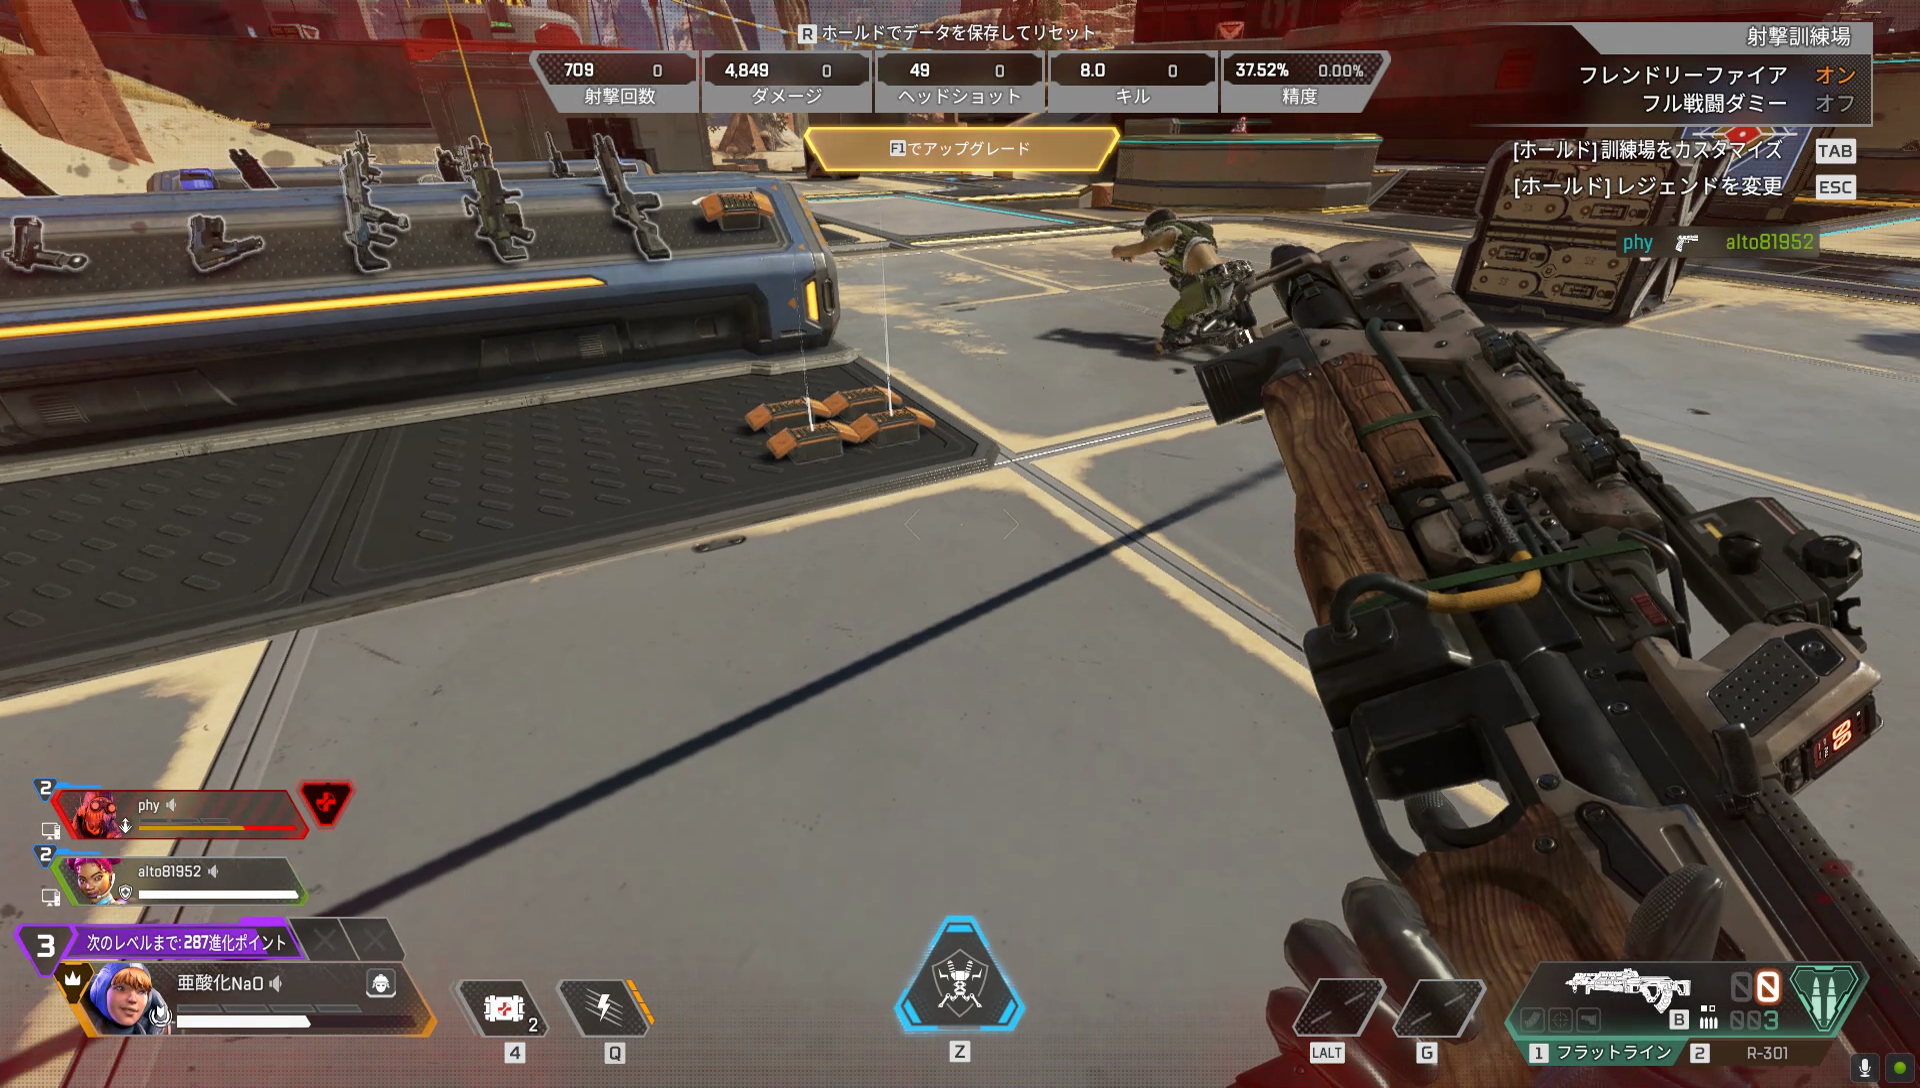 R ホールドでデータを保存してリセット
709 0
射撃回数
4,849 0
ダメージ
49 0
ヘッドショット
8.0 0
キル
37.52% 0.00%
精度
F1でアップグレード
射撃訓練場
フレンドリーファイア オン
フル戦闘ダミー オフ
[ホールド]訓練場をカスタマイズ TAB
[ホールド]レジェンドを変更 ESC
phy alto81952
2
phy
2
alto81952
3
次のレベルまで:287進化ポイント
亜酸化NaO
2
4
Q
Z
LALT
G
B
00
003
1 フラットライン
2 R-301